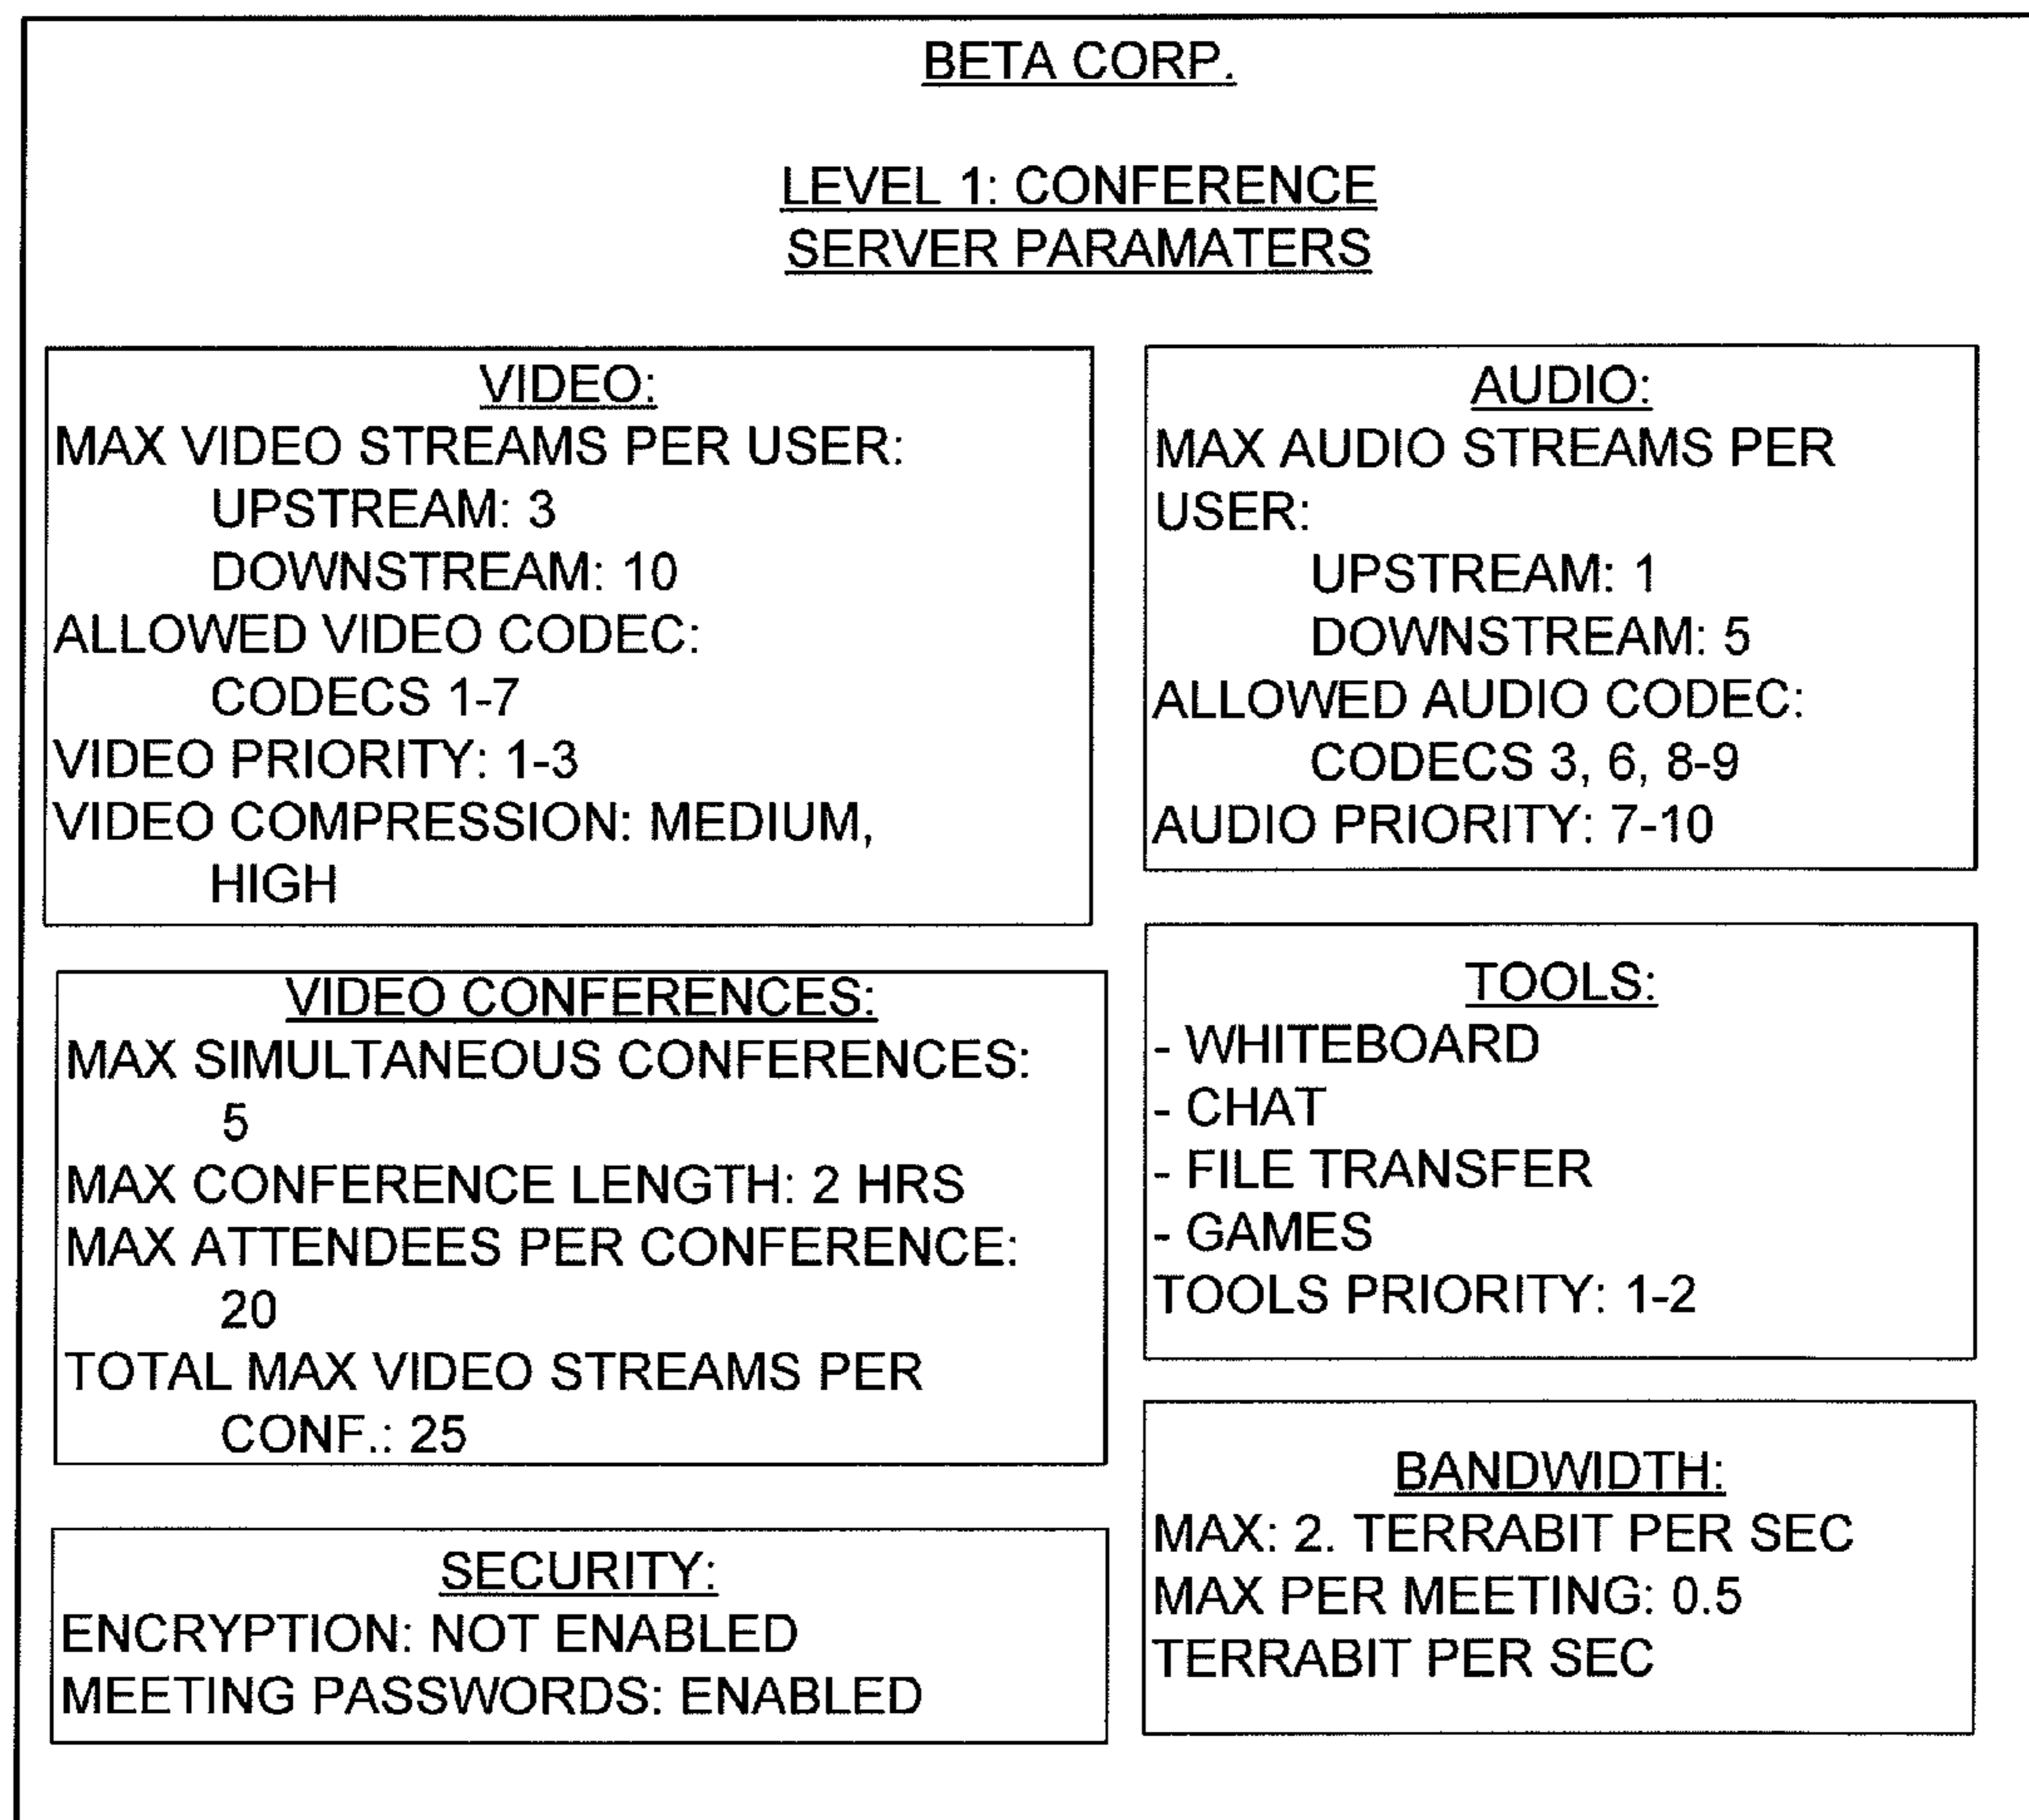 BETA CORP.
LEVEL 1: CONFERENCE
SERVER PARAMATERS
VIDEO:
MAX VIDEO STREAMS PER USER:
UPSTREAM: 3
DOWNSTREAM: 10
ALLOWED VIDEO CODEC:
CODECS 1-7
VIDEO PRIORITY: 1-3
VIDEO COMPRESSION: MEDIUM,
HIGH
AUDIO:
MAX AUDIO STREAMS PER
USER:
UPSTREAM: 1
DOWNSTREAM: 5
ALLOWED AUDIO CODEC:
CODECS 3, 6, 8-9
AUDIO PRIORITY: 7-10
VIDEO CONFERENCES:
MAX SIMULTANEOUS CONFERENCES:
5
MAX CONFERENCE LENGTH: 2 HRS
MAX ATTENDEES PER CONFERENCE:
20
TOTAL MAX VIDEO STREAMS PER
CONF.: 25
TOOLS:
- WHITEBOARD
- CHAT
- FILE TRANSFER
- GAMES
TOOLS PRIORITY: 1-2
SECURITY:
ENCRYPTION: NOT ENABLED
MEETING PASSWORDS: ENABLED
BANDWIDTH:
MAX: 2. TERRABIT PER SEC
MAX PER MEETING: 0.5
TERRABIT PER SEC